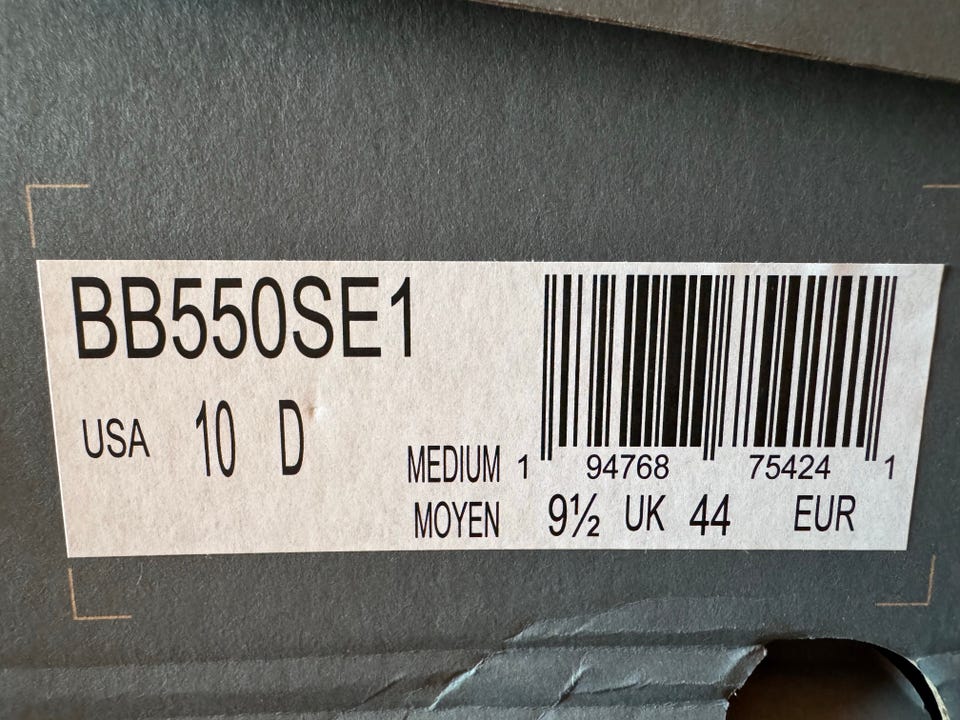 BB550SE1
USA 10 D
MEDIUM 1 94768 75424 1
MOYEN 9½ UK 44 EUR